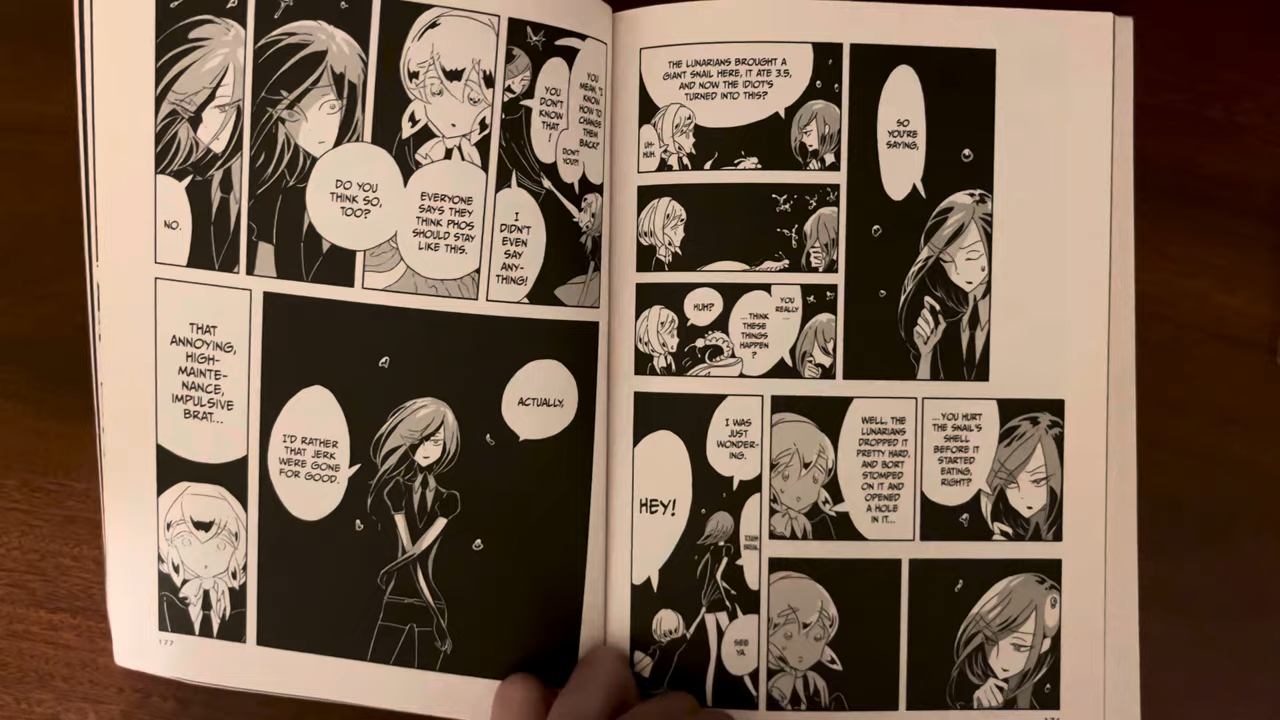 SO
YOU'RE
SAYING,
THE LUNARIANS BROUGHT A
GIANT SNAIL HERE, IT ATE 3.5,
AND NOW THE IDIOT'S
TURNED INTO THIS?
UH-
HUH.
YOU
REALLY
...
...THINK
THESE
THINGS
HAPPEN
?
HUH?
...YOU HURT
THE SNAIL'S
SHELL
BEFORE IT
STARTED
EATING,
RIGHT?
WELL, THE
LUNARIANS
DROPPED IT
PRETTY HARD,
AND BORT
STOMPED
ON IT AND
OPENED
A HOLE
IN IT...
I WAS
JUST
WONDER-
ING.
HEY!
SEE
YA.
YOU
MEAN, "I
KNOW
HOW TO
CHANGE
THEM
BACK!"
DON'T
YOU?!
YOU
DON'T
KNOW
THAT
!
I
DIDN'T
EVEN
SAY
ANY-
THING!
EVERYONE
SAYS THEY
THINK PHOS
SHOULD STAY
LIKE THIS.
DO YOU
THINK SO,
TOO?
NO.
ACTUALLY,
I'D RATHER
THAT JERK
WERE GONE
FOR GOOD.
THAT
ANNOYING,
HIGH-
MAINTE-
NANCE,
IMPULSIVE
BRAT...
177